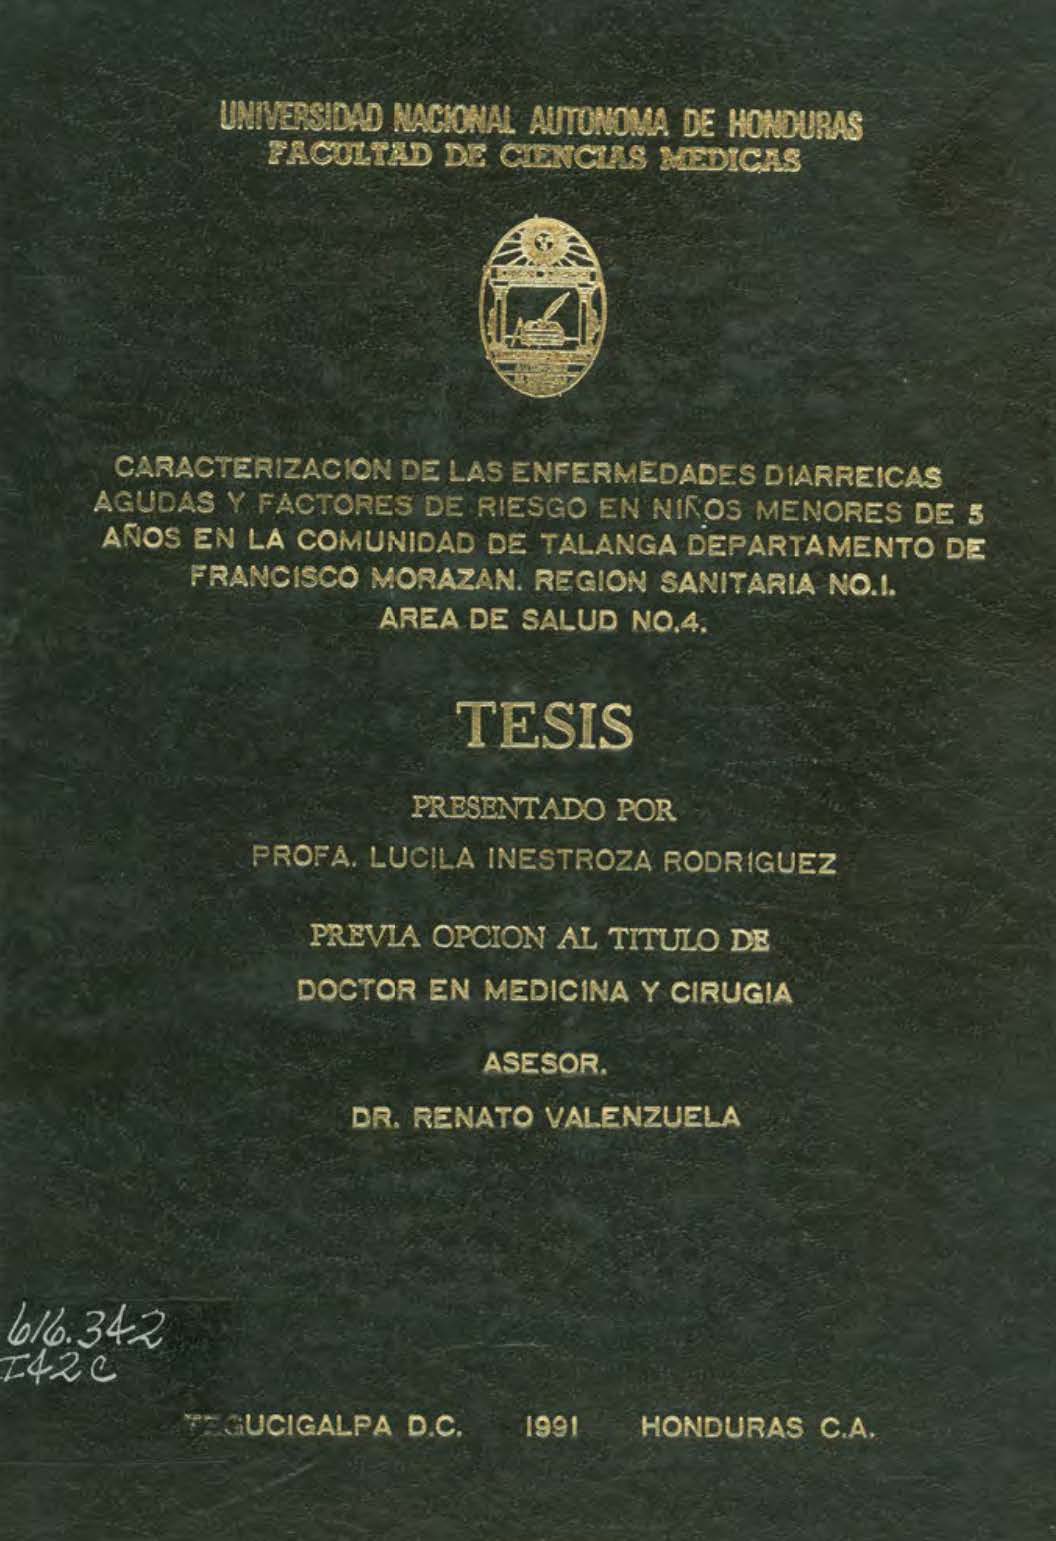 UNIVERSIDAD NACIONAL AUTONOMA DE HONDURAS
FACULTAD DE CIENCIAS MEDICAS
CARACTERIZACION DE LAS ENFERMEDADES DIARREICAS
AGUDAS Y FACTORES DE RIESGO EN NIÑOS MENORES DE 5
AÑOS EN LA COMUNIDAD DE TALANGA DEPARTAMENTO DE
FRANCISCO MORAZAN. REGION SANITARIA NO.1.
AREA DE SALUD NO.4.
TESIS
PRESENTADO POR
PROFA. LUCILA INESTROZA RODRIGUEZ
PREVIA OPCION AL TITULO DE
DOCTOR EN MEDICINA Y CIRUGIA
ASESOR.
DR. RENATO VALENZUELA
616.342
I42C
TEGUCIGALPA D.C. 1991 HONDURAS C.A.